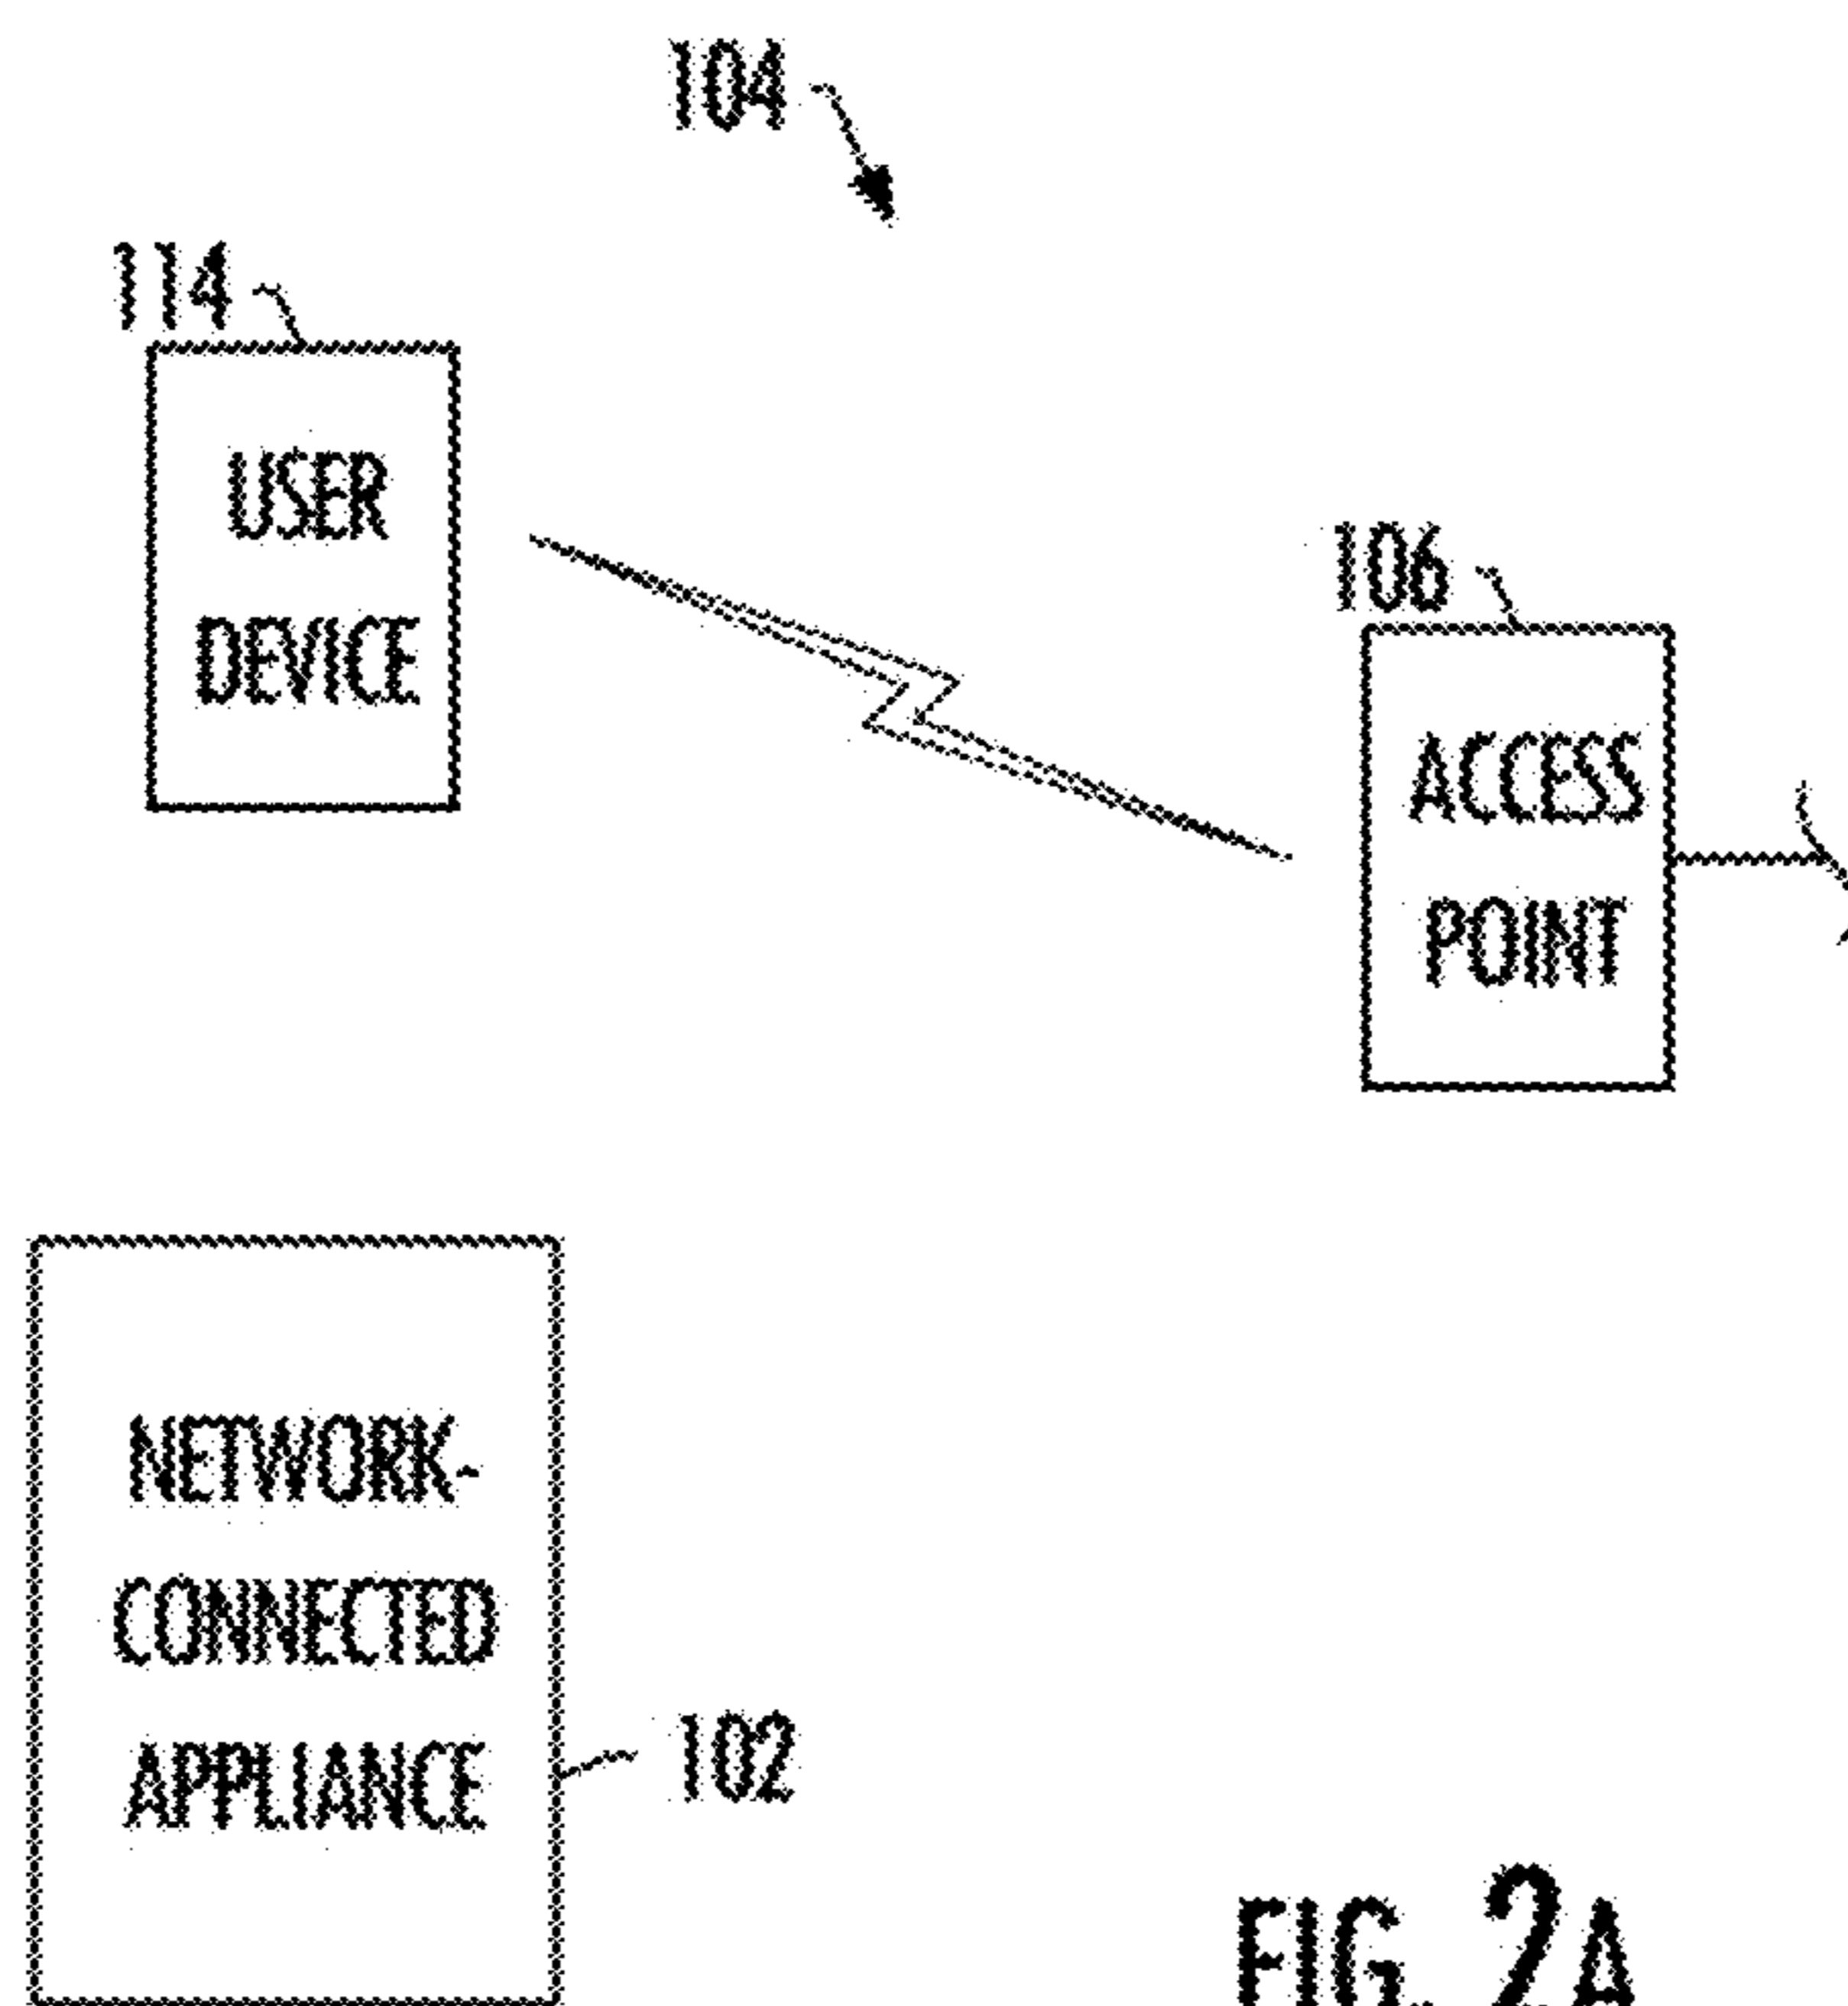 104
114
USER
DEVICE
106
ACCESS
POINT
NETWORK-
CONNECTED
APPLIANCE
102
FIG. 2A